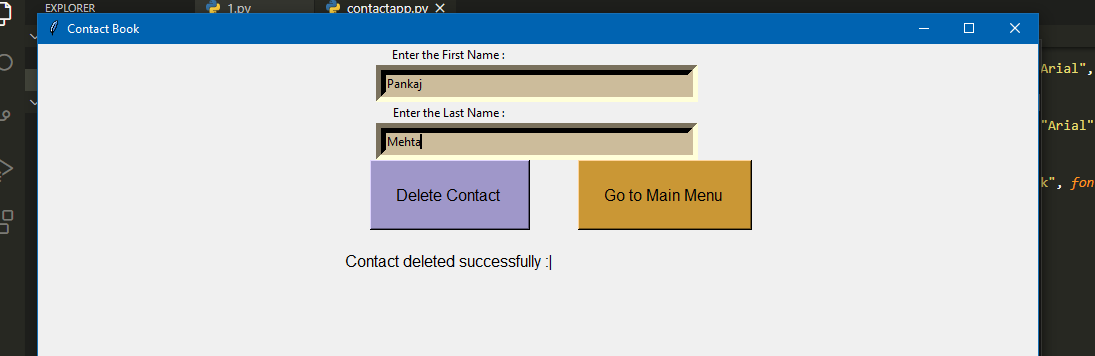 EXPLORER
1.py
contactapp.py
Contact Book
Enter the First Name :
Pankaj
Enter the Last Name :
Mehta
Delete Contact
Go to Main Menu
Contact deleted successfully :|
Arial",
"Arial"
k", fon